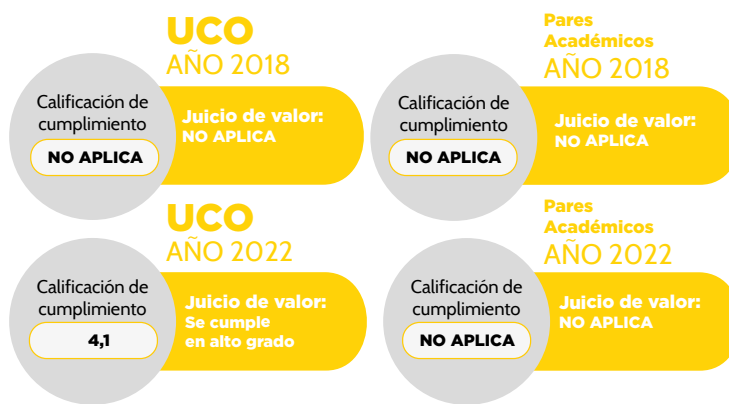 UCO
AÑO 2018
Calificación de
cumplimiento
NO APLICA
Juicio de valor:
NO APLICA
Pares
Académicos
AÑO 2018
Calificación de
cumplimiento
NO APLICA
Juicio de valor:
NO APLICA
UCO
AÑO 2022
Calificación de
cumplimiento
4,1
Juicio de valor:
Se cumple
en alto grado
Pares
Académicos
AÑO 2022
Calificación de
cumplimiento
NO APLICA
Juicio de valor:
NO APLICA